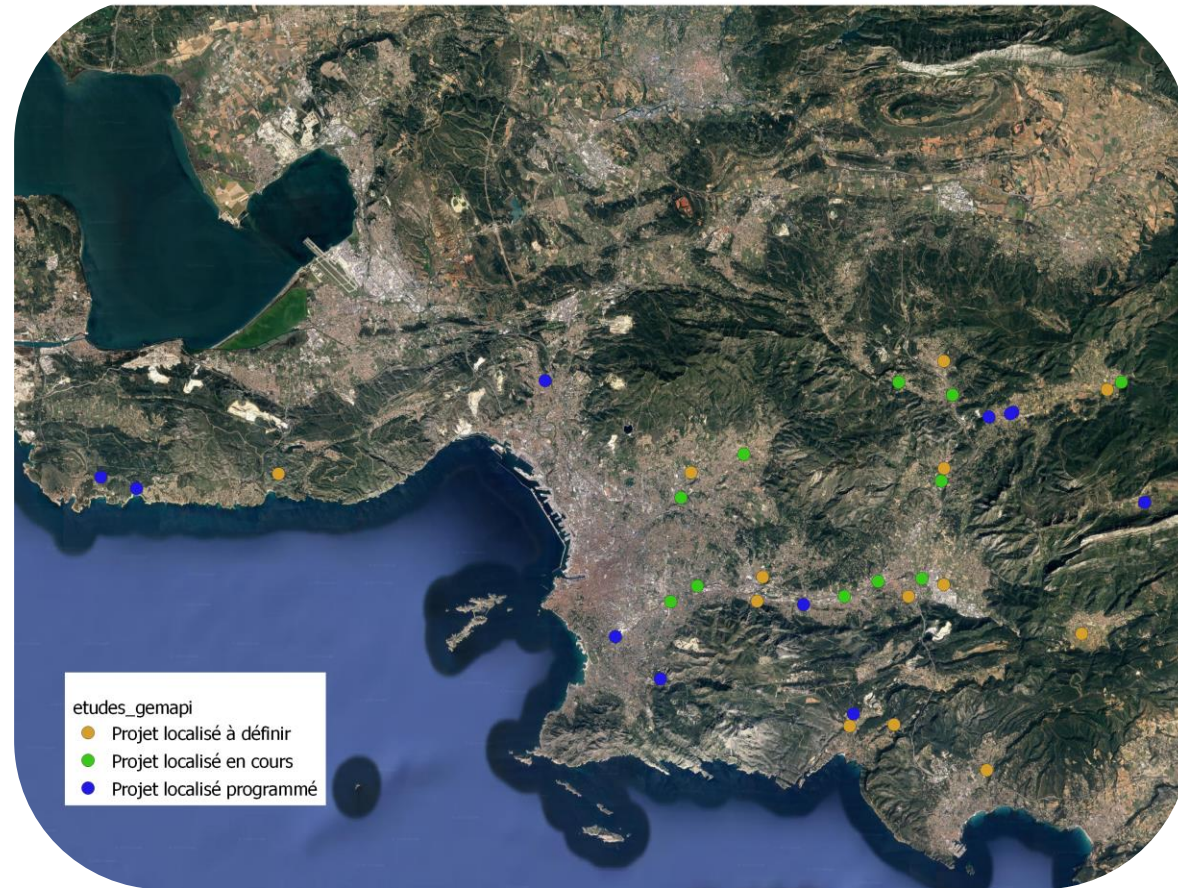 etudes_gemapi
Projet localisé à définir
Projet localisé en cours
Projet localisé programmé